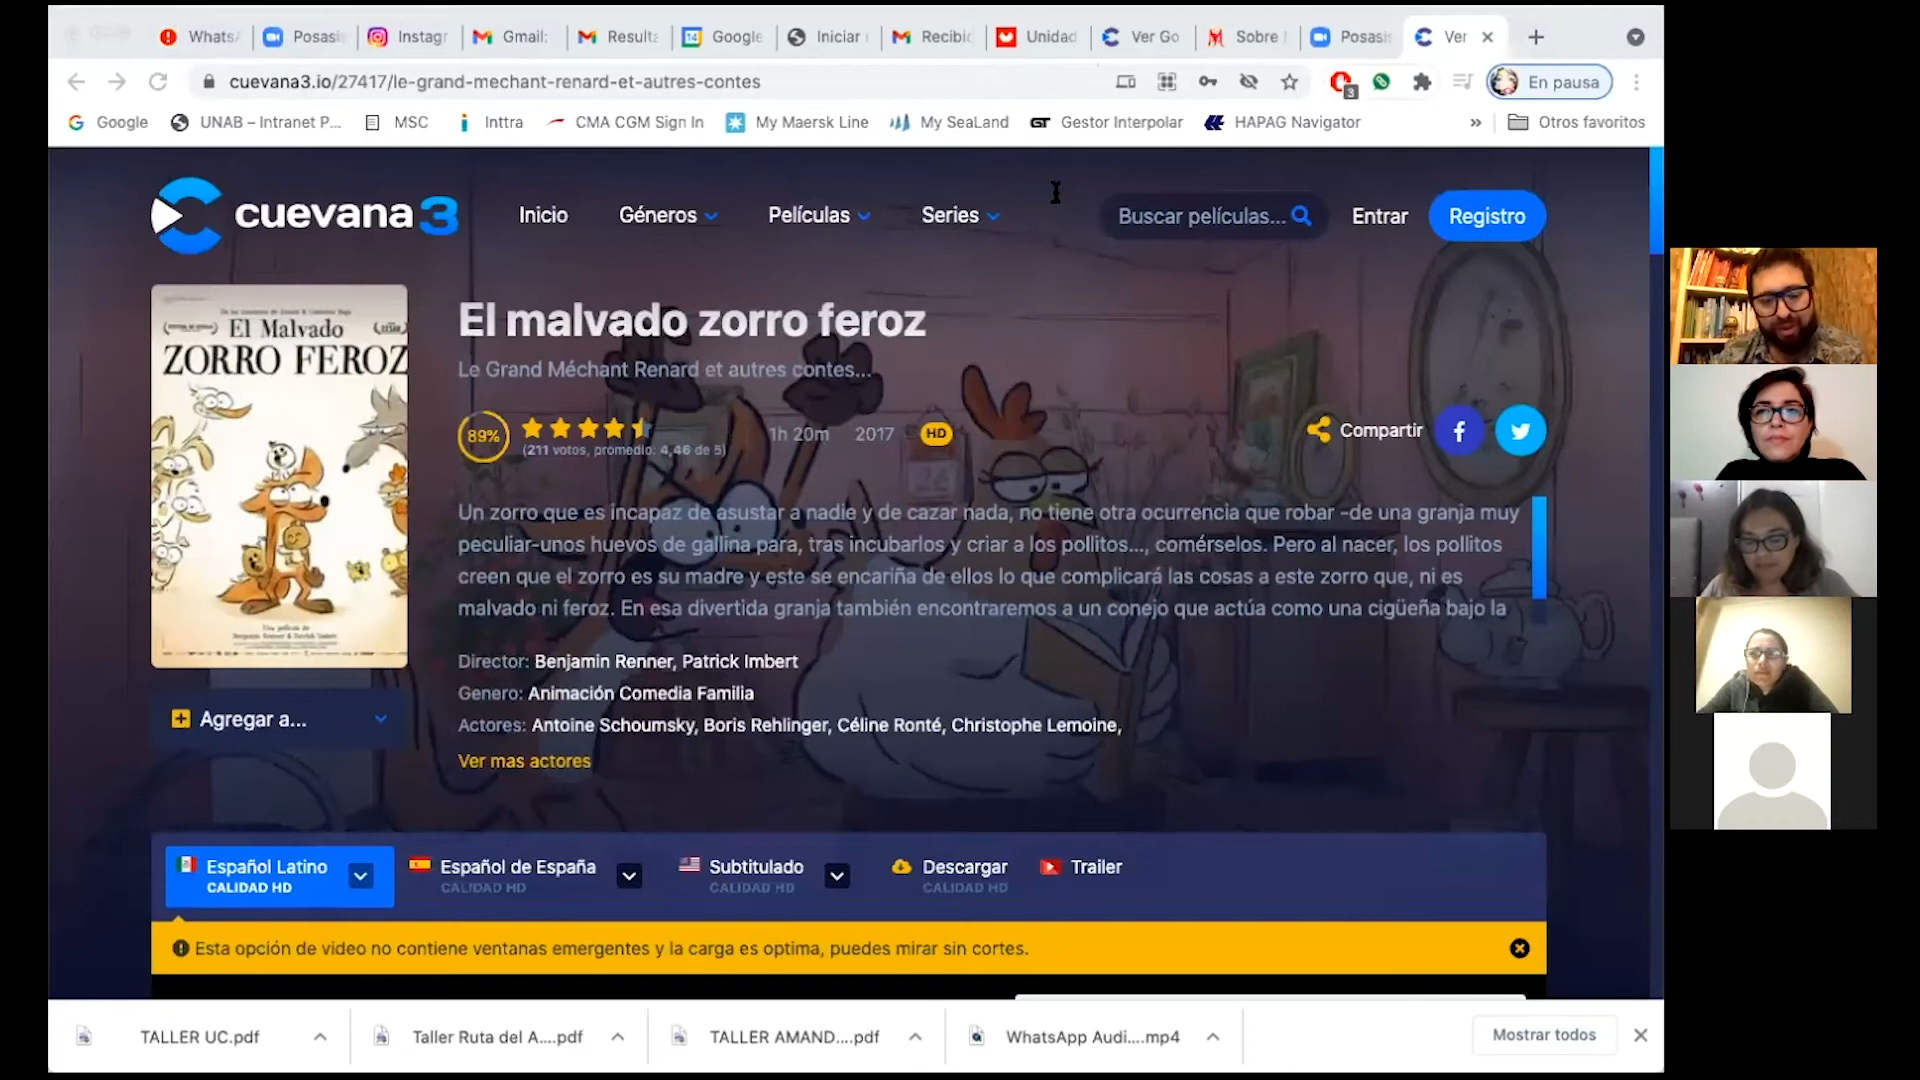 Whats
Posasi
Instagr
Gmail:
Result
Google
Iniciar
Recibi
Unidad
Ver Go
Sobre
Posasi
Ver
cuevana3.io/27417/le-grand-mechant-renard-et-autres-contes
3
En pausa
Google
UNAB – Intranet P...
MSC
Inttra
CMA CGM Sign In
My Maersk Line
My SeaLand
GT Gestor Interpolar
HAPAG Navigator
»
Otros favoritos
cuevana3
Inicio
Géneros
Películas
Series
Buscar películas...
Entrar
Registro
El Malvado
ZORRO FEROZ
El malvado zorro feroz
Le Grand Méchant Renard et autres contes...
89%
(211 votos, promedio: 4,46 de 5)
1h 20m
2017
HD
Compartir
Un zorro que es incapaz de asustar a nadie y de cazar nada, no tiene otra ocurrencia que robar -de una granja muy
peculiar-unos huevos de gallina para, tras incubarlos y criar a los pollitos..., comérselos. Pero al nacer, los pollitos
creen que el zorro es su madre y este se encariña de ellos lo que complicará las cosas a este zorro que, ni es
malvado ni feroz. En esa divertida granja también encontraremos a un conejo que actúa como una cigüeña bajo la
Director: Benjamin Renner, Patrick Imbert
Genero: Animación Comedia Familia
Actores: Antoine Schoumsky, Boris Rehlinger, Céline Ronté, Christophe Lemoine,
Ver mas actores
Agregar a...
Español Latino
CALIDAD HD
Español de España
CALIDAD HD
Subtitulado
CALIDAD HD
Descargar
CALIDAD HD
Trailer
Esta opción de video no contiene ventanas emergentes y la carga es optima, puedes mirar sin cortes.
TALLER UC.pdf
Taller Ruta del A....pdf
TALLER AMAND....pdf
WhatsApp Audi....mp4
Mostrar todos